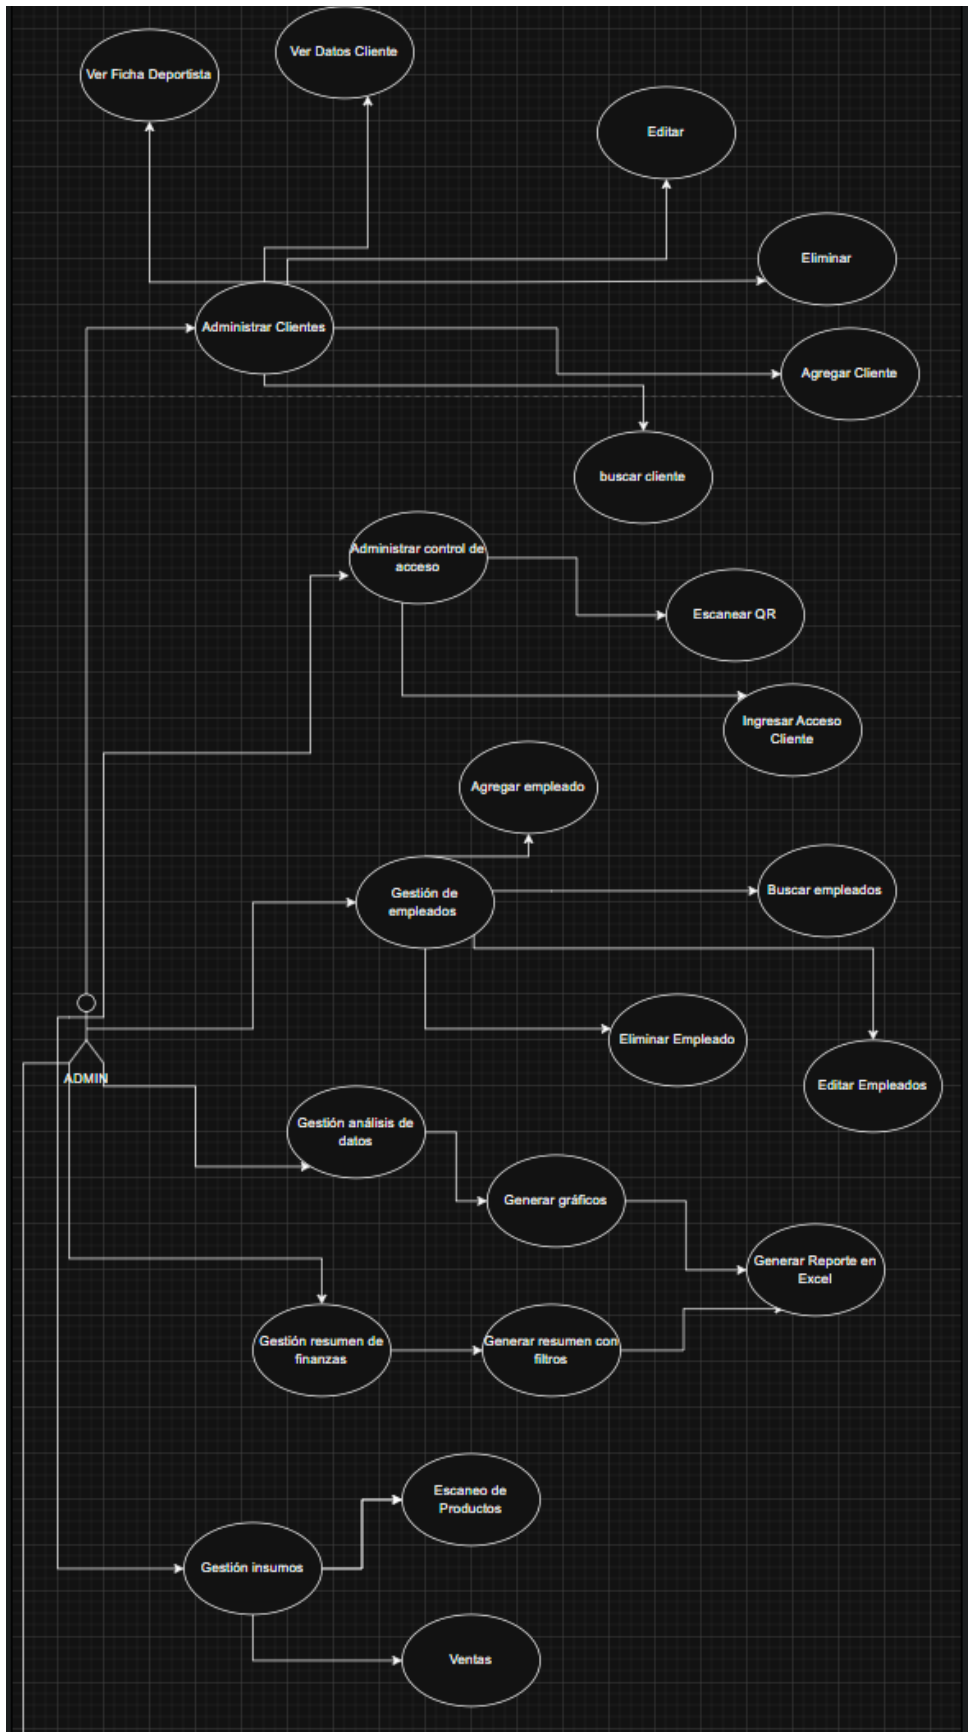 Ver Datos Cliente
Ver Ficha Deportista
Editar
Eliminar
Administrar Clientes
Agregar Cliente
buscar cliente
Administrar control de
acceso
Escanear QR
Ingresar Acceso
Cliente
Agregar empleado
Buscar empleados
Gestión de
empleados
Eliminar Empleado
ADMIN
Editar Empleados
Gestión análisis de
datos
Generar gráficos
Generar Reporte en
Excel
Gestión resumen de
finanzas
Generar resumen con
filtros
Escaneo de
Productos
Gestión insumos
Ventas